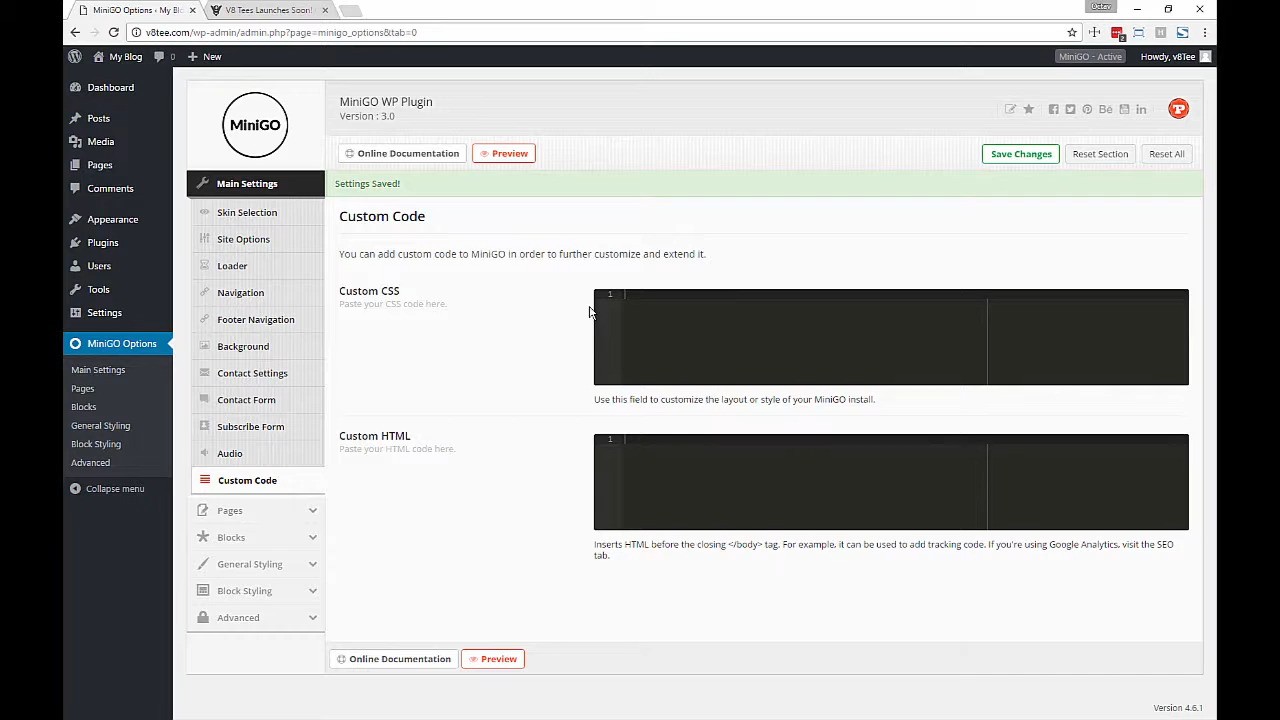 MiniGO Options ‹ My Bl
V8 Tees Launches Soon!
Octav
v8tee.com/wp-admin/admin.php?page=minigo_options&tab=0
My Blog
0
New
MiniGO - Active
Howdy, v8Tee
Dashboard
Posts
Media
Pages
Comments
Appearance
Plugins
Users
Tools
Settings
MiniGO Options
Main Settings
Pages
Blocks
General Styling
Block Styling
Advanced
Collapse menu
MiniGO
MiniGO WP Plugin
Version : 3.0
Online Documentation
Preview
Save Changes
Reset Section
Reset All
Main Settings
Skin Selection
Site Options
Loader
Navigation
Footer Navigation
Background
Contact Settings
Contact Form
Subscribe Form
Audio
Custom Code
Pages
Blocks
General Styling
Block Styling
Advanced
Settings Saved!
Custom Code
You can add custom code to MiniGO in order to further customize and extend it.
Custom CSS
Paste your CSS code here.
1
Use this field to customize the layout or style of your MiniGO install.
Custom HTML
Paste your HTML code here.
1
Inserts HTML before the closing </body> tag. For example, it can be used to add tracking code. If you're using Google Analytics, visit the SEO
tab.
Online Documentation
Preview
Version 4.6.1